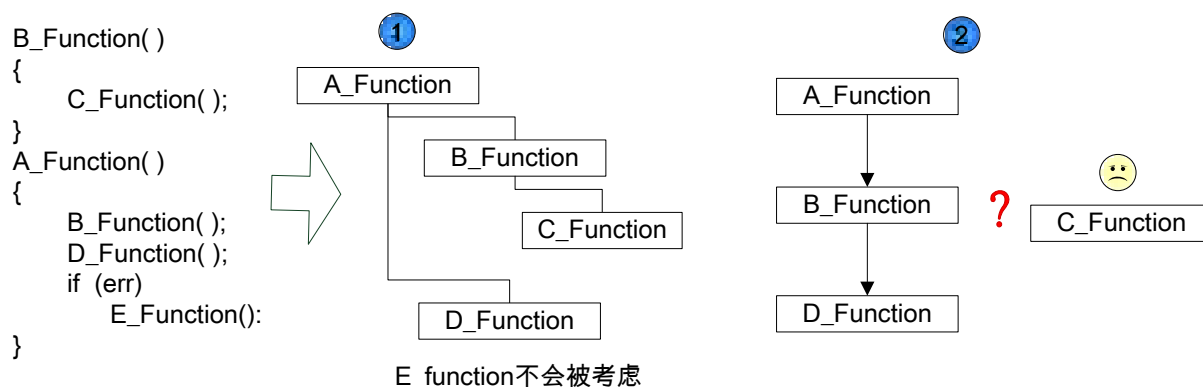 B_Function( )
{
C_Function( );
}
A_Function( )
{
B_Function( );
D_Function( );
if (err)
E_Function():
}
1
A_Function
B_Function
C_Function
D_Function
E function不会被考虑
2
A_Function
B_Function
?
C_Function
D_Function